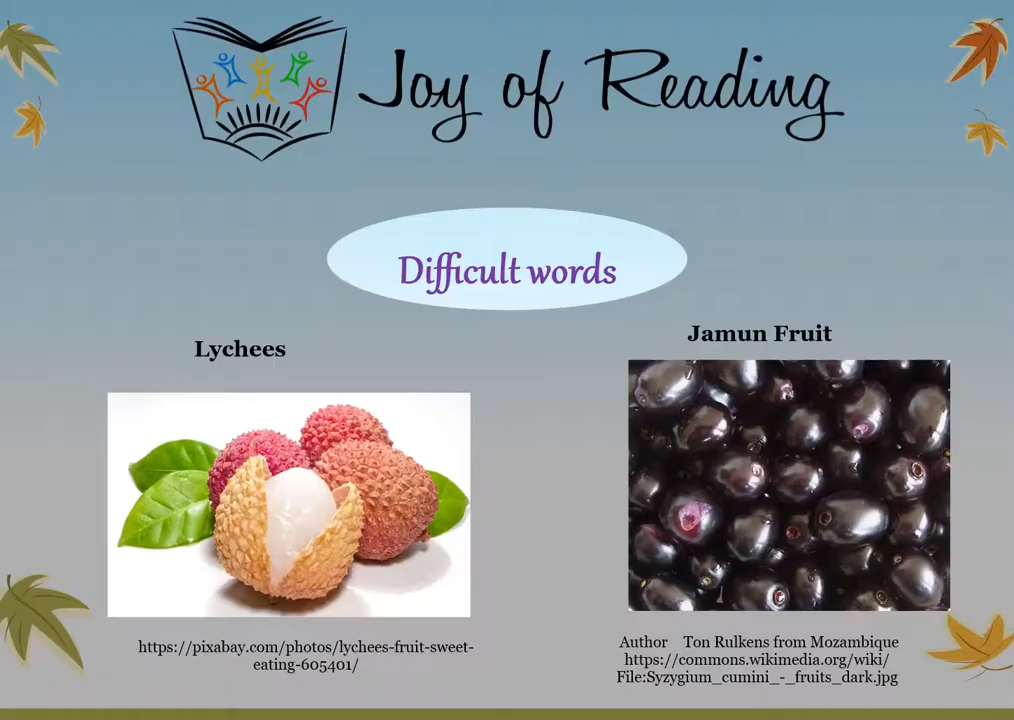 Joy of Reading
Difficult words
Lychees
Jamun Fruit
https://pixabay.com/photos/lychees-fruit-sweet-
eating-605401/
Author Ton Rulkens from Mozambique
https://commons.wikimedia.org/wiki/
File:Syzygium_cumini_-_fruits_dark.jpg